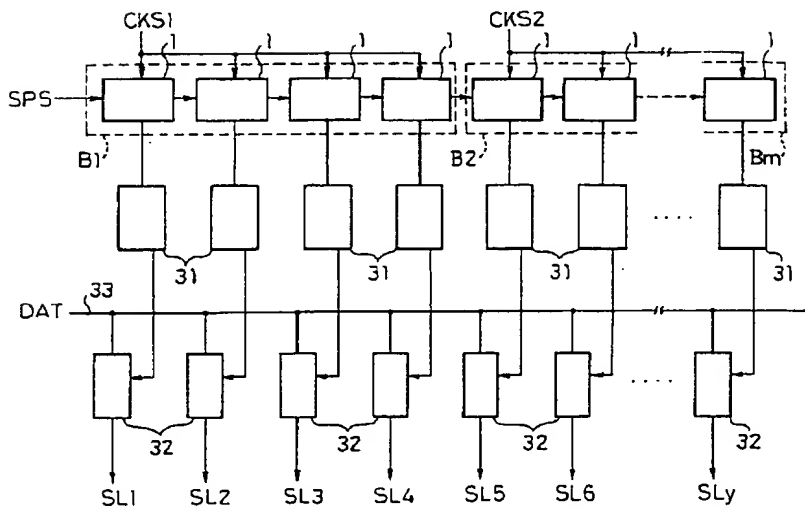 CKS1 CKS2
1 1 1 1 1 1 1
SPS
B1 B2 Bm
31 31 31 31
33
DAT
32 32 32 32
SL1 SL2 SL3 SL4 SL5 SL6 SLy